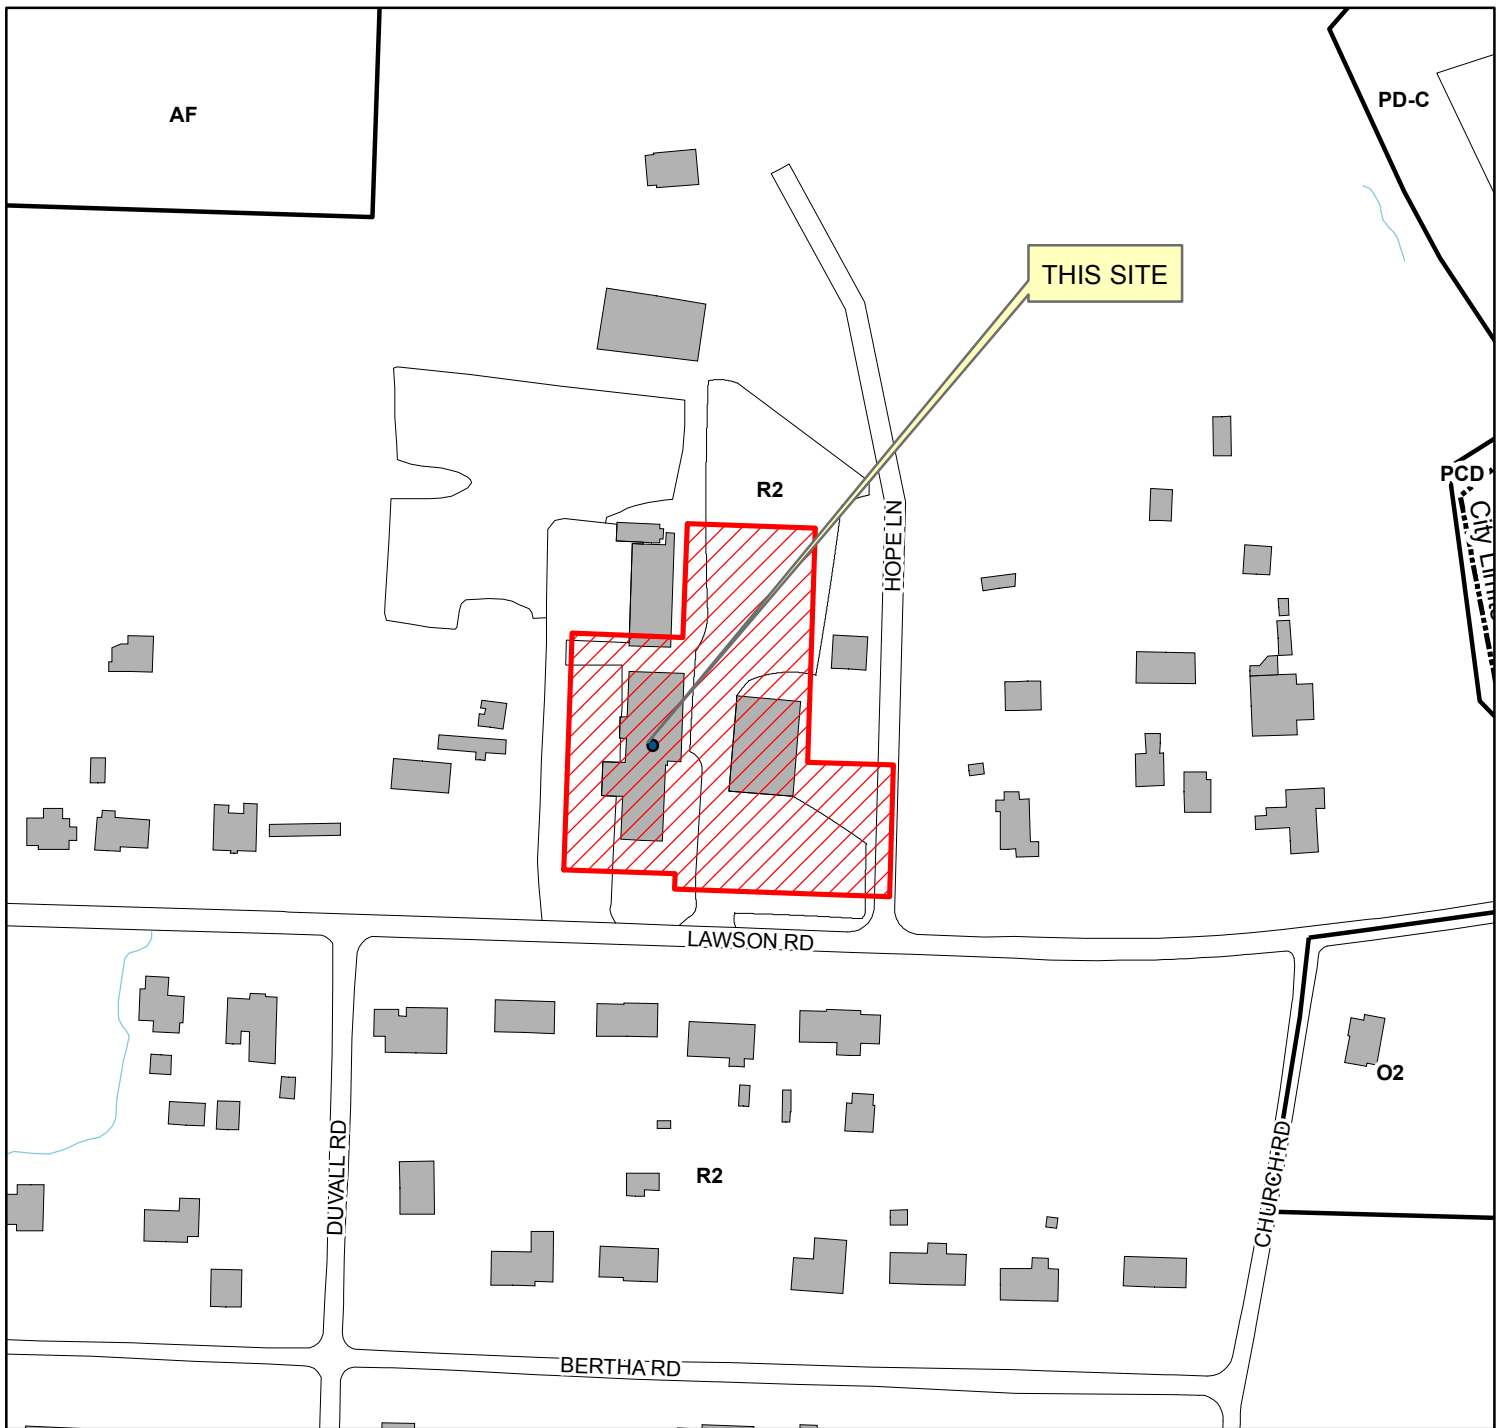 AF
PD-C
THIS SITE
PCD
R2
HOPE LN
City Limits
LAWSON RD
O2
DUVALL RD
R2
CHURCH RD
BERTHA RD